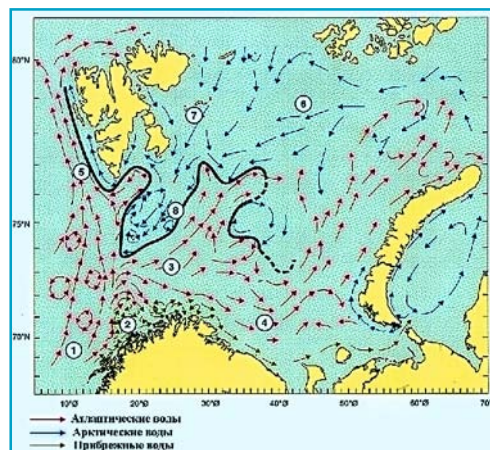 80°N
75°N
70°N
1
2
3
4
5
6
7
8
10°Ø 20°Ø 30°Ø 40°Ø 50°Ø 60°Ø 70°
Атлантические воды
Арктические воды
Прибрежные воды